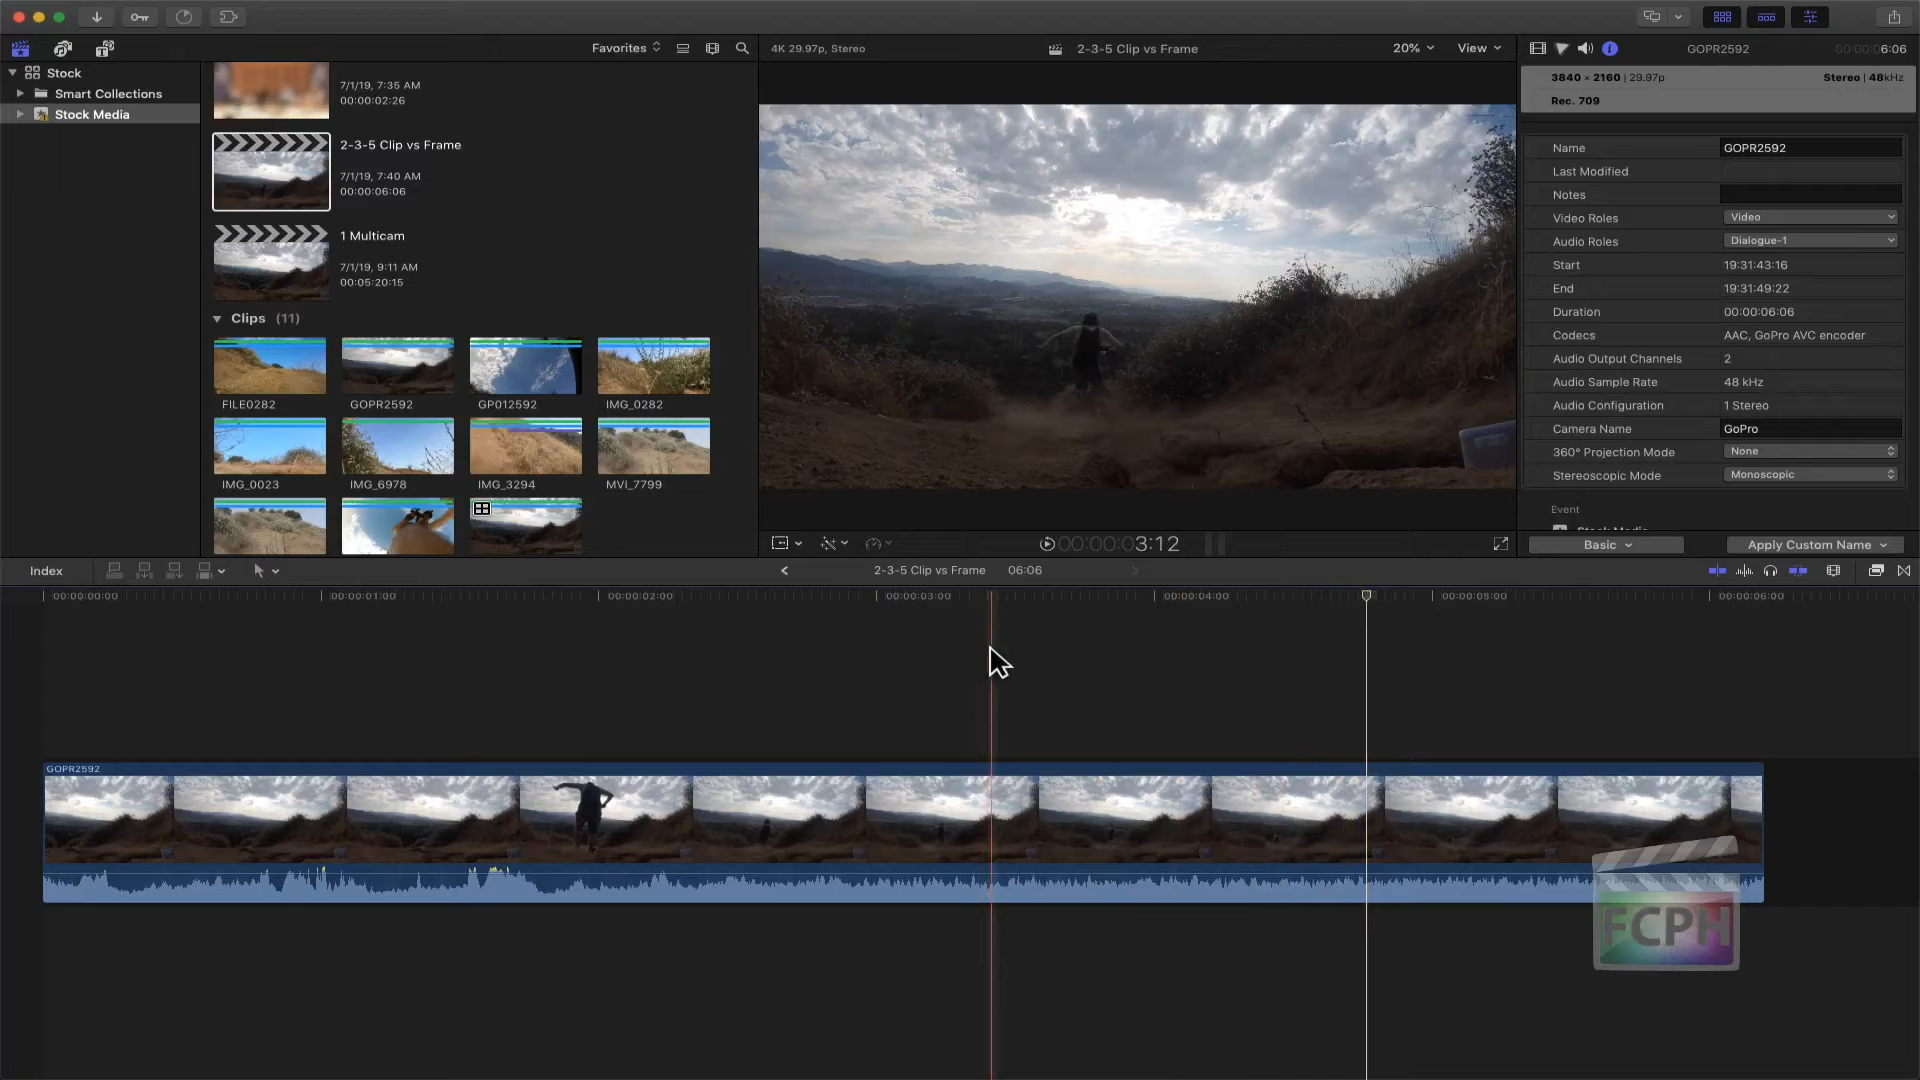 Favorites
4K 29.97p, Stereo
2-3-5 Clip vs Frame
20%
View
GOPR2592
00:00:06:06
Stock
Smart Collections
Stock Media
7/1/19, 7:35 AM
00:00:02:26
2-3-5 Clip vs Frame
7/1/19, 7:40 AM
00:00:06:06
1 Multicam
7/1/19, 9:11 AM
00:05:20:15
Clips (11)
FILE0282
GOPR2592
GP012592
IMG_0282
IMG_0023
IMG_6978
IMG_3294
MVI_7799
3840 × 2160 | 29.97p
Stereo | 48kHz
Rec. 709
Name GOPR2592
Last Modified
Notes
Video Roles Video
Audio Roles Dialogue-1
Start 19:31:43:16
End 19:31:49:22
Duration 00:00:06:06
Codecs AAC, GoPro AVC encoder
Audio Output Channels 2
Audio Sample Rate 48 kHz
Audio Configuration 1 Stereo
Camera Name GoPro
360° Projection Mode None
Stereoscopic Mode Monoscopic
Event
Stock Media
00:00:03:12
Basic
Apply Custom Name
Index
2-3-5 Clip vs Frame
06:06
00:00:00:00
00:00:01:00
00:00:02:00
00:00:03:00
00:00:04:00
00:00:05:00
00:00:06:00
GOPR2592
FCPH